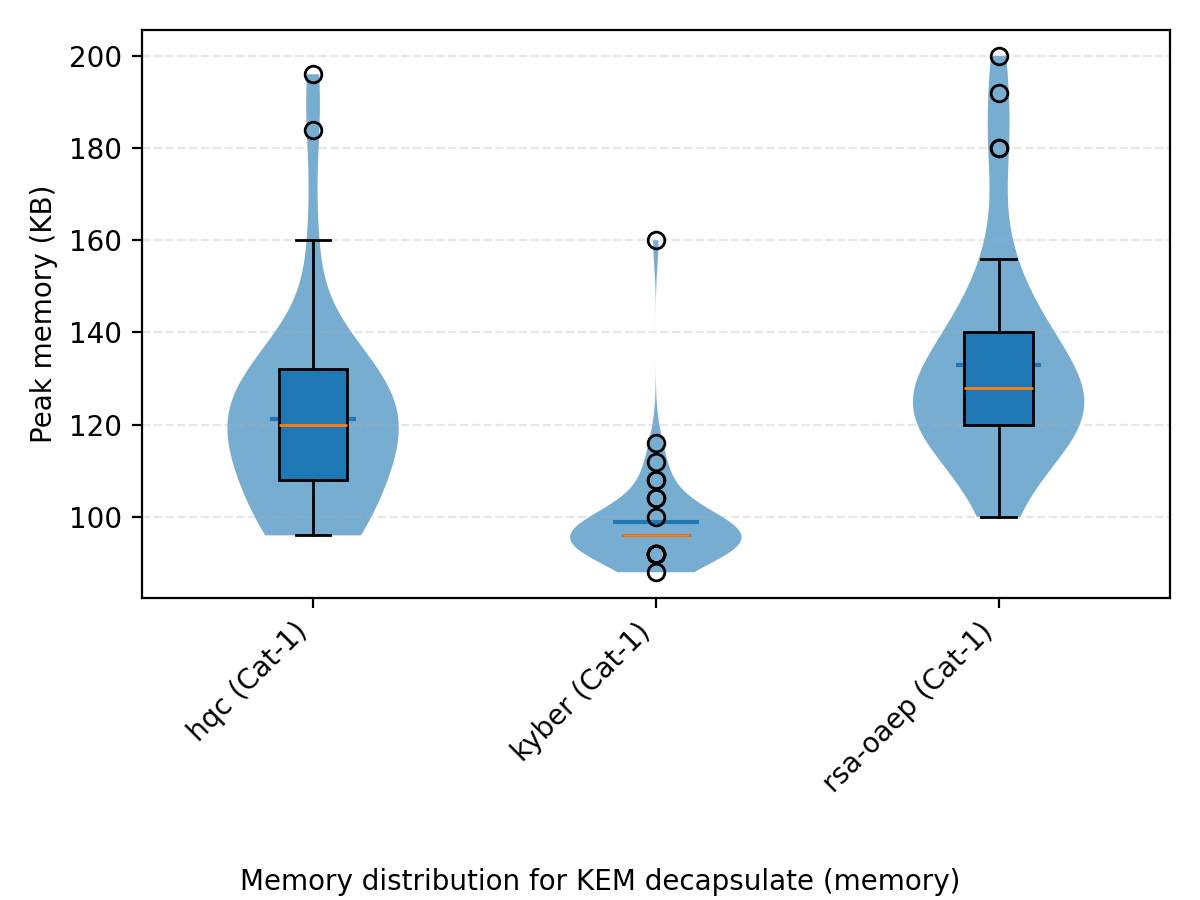 200
180
160
140
120
100
Peak memory (KB)
hqc (Cat-1)
kyber (Cat-1)
rsa-oaep (Cat-1)
Memory distribution for KEM decapsulate (memory)